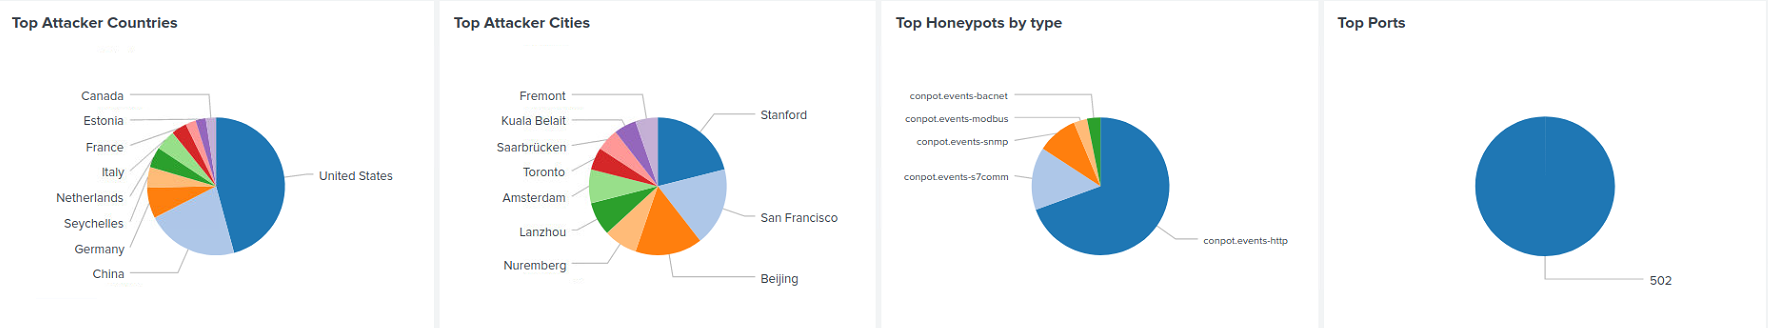 Top Attacker Countries
Canada
Estonia
France
Italy
Netherlands
Seychelles
Germany
China
United States
Top Attacker Cities
Fremont
Kuala Belait
Saarbrücken
Toronto
Amsterdam
Lanzhou
Nuremberg
Stanford
San Francisco
Beijing
Top Honeypots by type
conpot.events-bacnet
conpot.events-modbus
conpot.events-snmp
conpot.events-s7comm
conpot.events-http
Top Ports
502